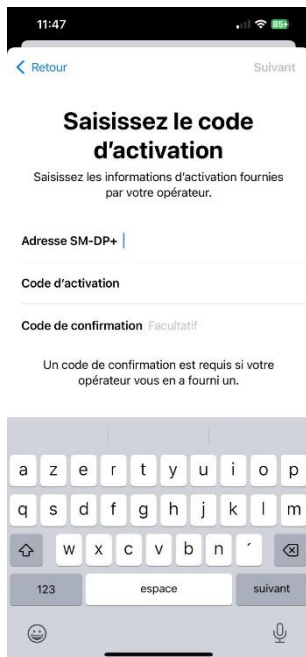 11:47
85
Retour
Suivant
Saisissez le code
d'activation
Saisissez les informations d'activation fournies
par votre opérateur.
Adresse SM-DP+
Code d'activation
Code de confirmation Facultatif
Un code de confirmation est requis si votre
opérateur vous en a fourni un.
a z e r t y u i o p
q s d f g h j k l m
w x c v b n ´
123 espace suivant